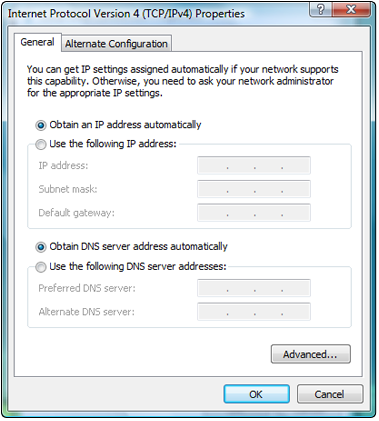 Internet Protocol Version 4 (TCP/IPv4) Properties
General
Alternate Configuration
You can get IP settings assigned automatically if your network supports
this capability. Otherwise, you need to ask your network administrator
for the appropriate IP settings.
Obtain an IP address automatically
Use the following IP address:
IP address:
Subnet mask:
Default gateway:
Obtain DNS server address automatically
Use the following DNS server addresses:
Preferred DNS server:
Alternate DNS server:
Advanced...
OK
Cancel